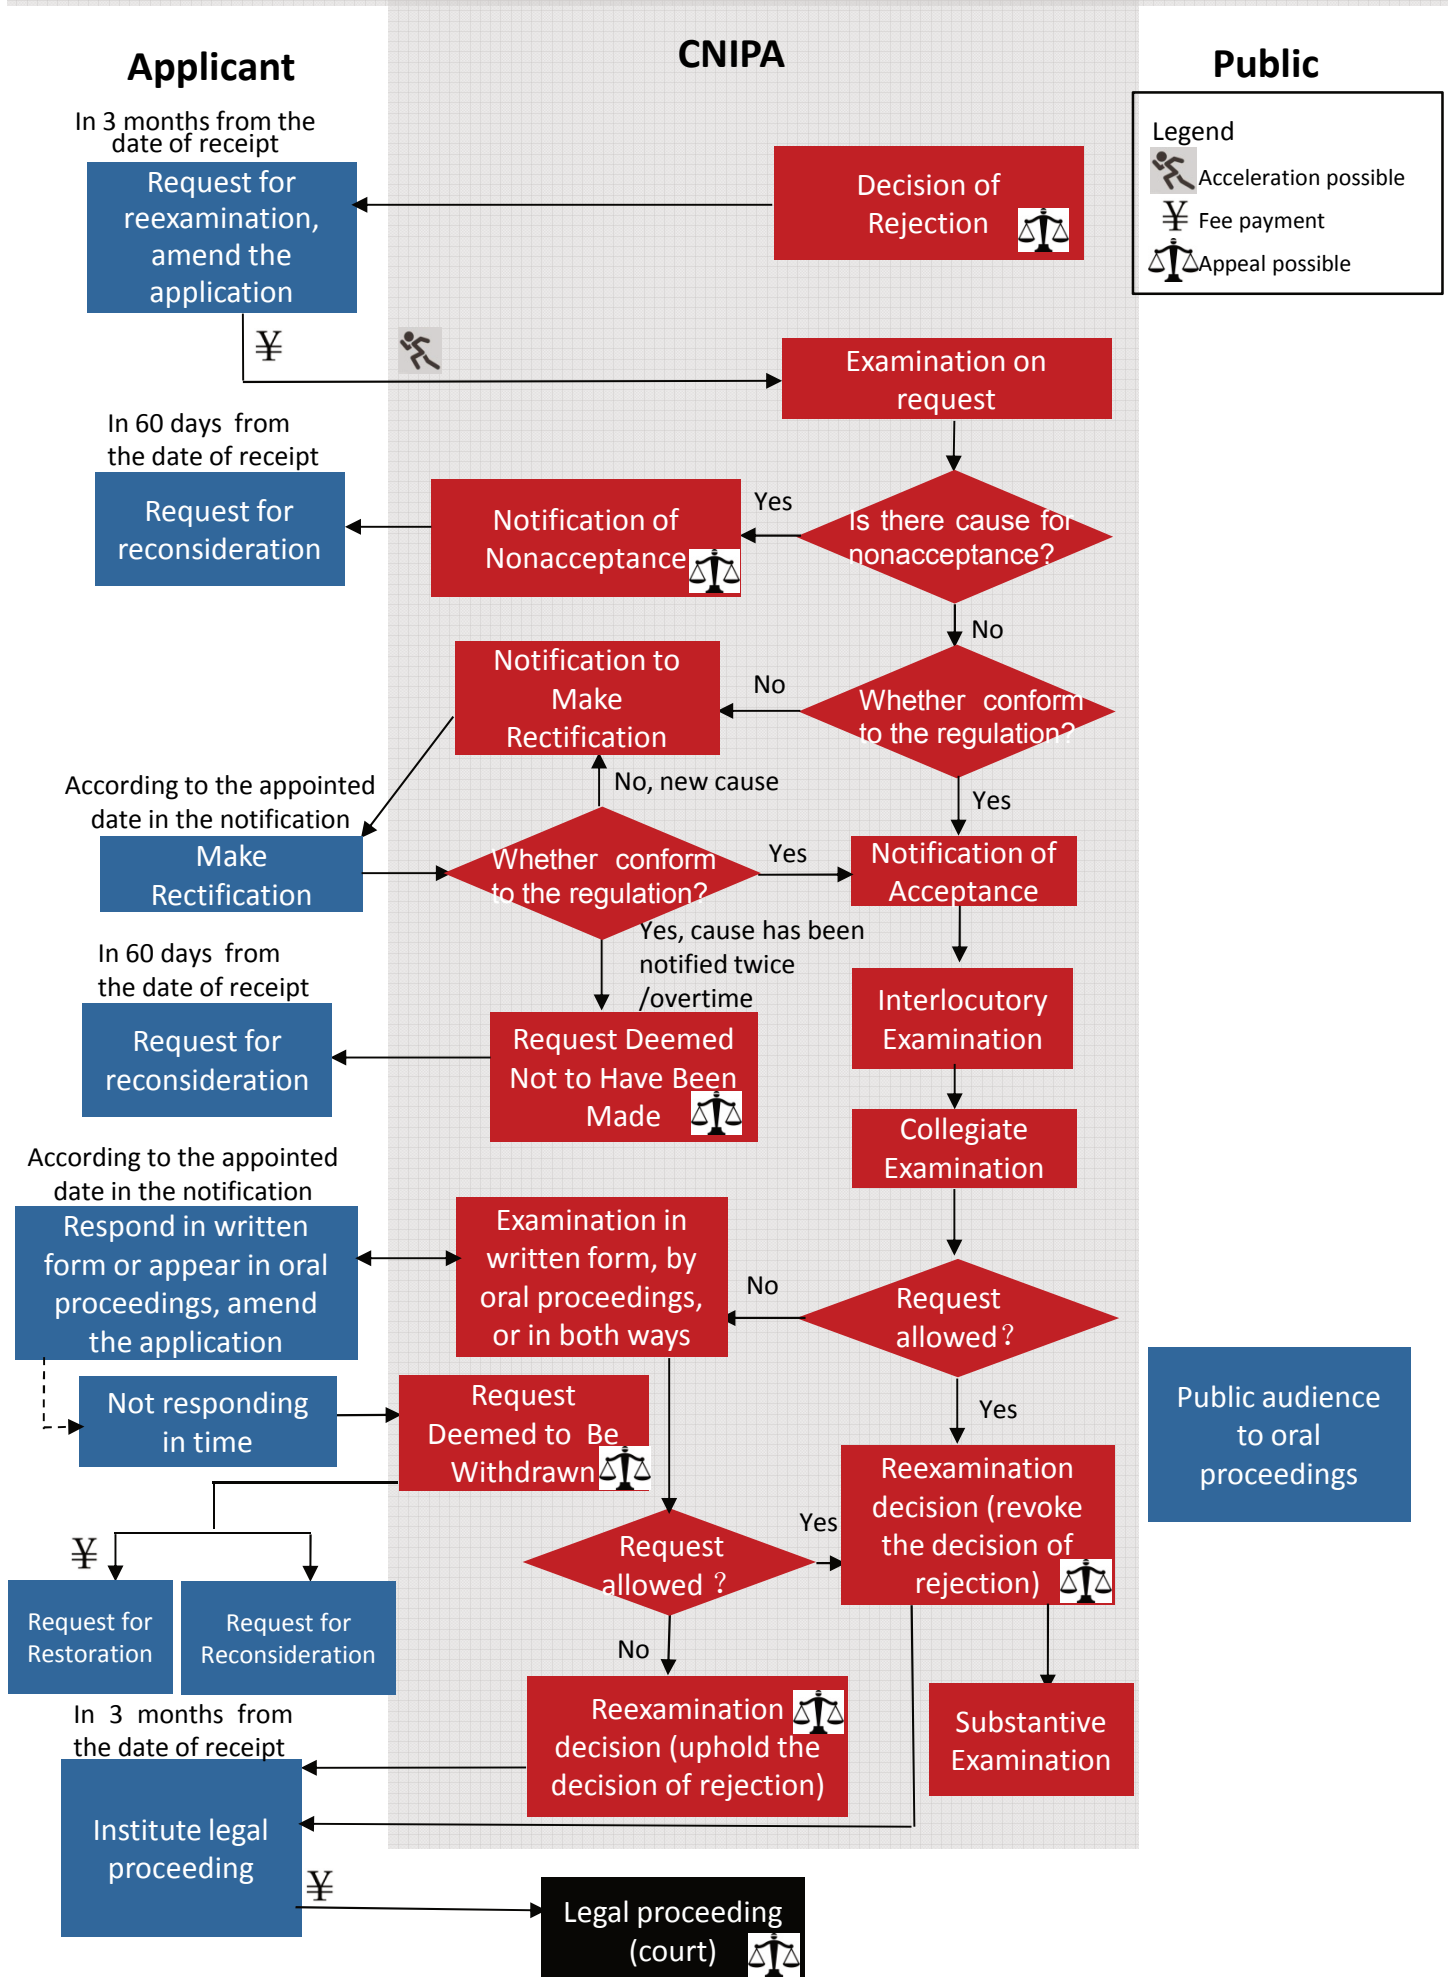 Applicant
CNIPA
Public
In 3 months from the
date of receipt
Request for
reexamination,
amend the
application
Decision of
Rejection
Legend
Acceleration possible
¥ Fee payment
Appeal possible
¥
Examination on
request
In 60 days from
the date of receipt
Request for
reconsideration
Notification of
Nonacceptance
Yes
Is there cause for
nonacceptance?
No
Notification to
Make
Rectification
No
Whether conform
to the regulation?
No, new cause
Yes
According to the appointed
date in the notification
Make
Rectification
Whether conform
to the regulation?
Yes
Notification of
Acceptance
Yes, cause has been
notified twice
/overtime
In 60 days from
the date of receipt
Request for
reconsideration
Request Deemed
Not to Have Been
Made
Interlocutory
Examination
Collegiate
Examination
According to the appointed
date in the notification
Respond in written
form or appear in oral
proceedings, amend
the application
Examination in
written form, by
oral proceedings,
or in both ways
No
Request
allowed？
Yes
Not responding
in time
Request
Deemed to Be
Withdrawn
Public audience
to oral
proceedings
Reexamination
decision (revoke
the decision of
rejection)
¥
Request
allowed？
Yes
Request for
Restoration
Request for
Reconsideration
No
Reexamination
decision (uphold the
decision of rejection)
Substantive
Examination
In 3 months from
the date of receipt
Institute legal
proceeding
¥
Legal proceeding
(court)